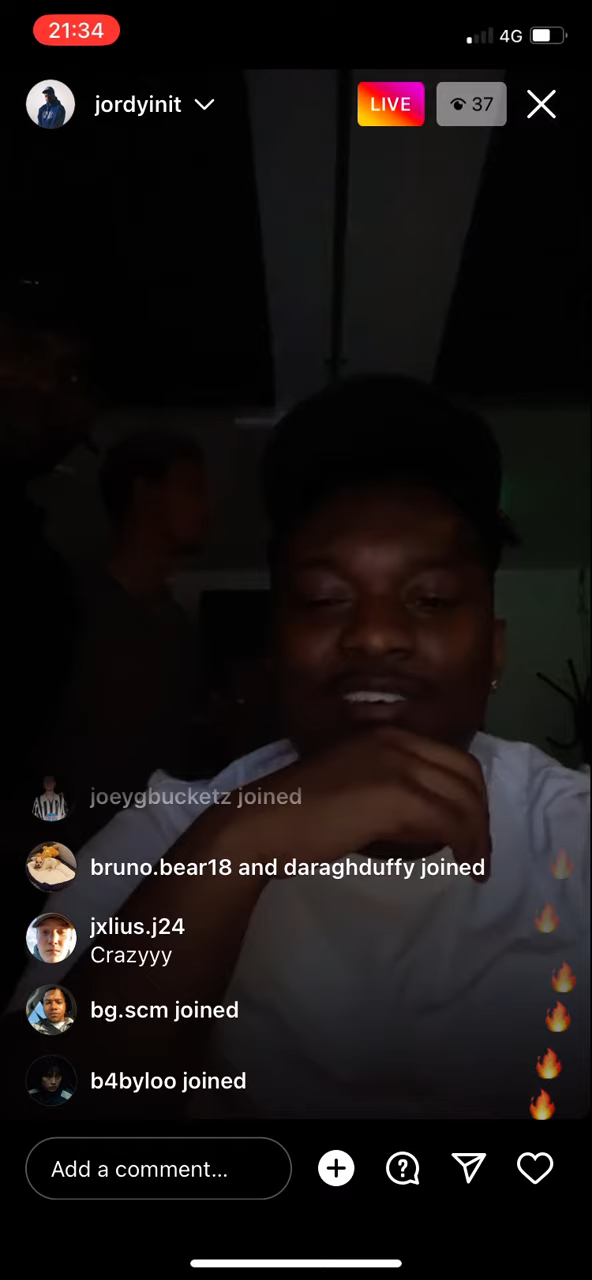 21:34
4G
jordyinit
LIVE
37
joeygbucketz joined
bruno.bear18 and daraghduffy joined
jxlius.j24
Crazyyy
bg.scm joined
b4byloo joined
Add a comment...